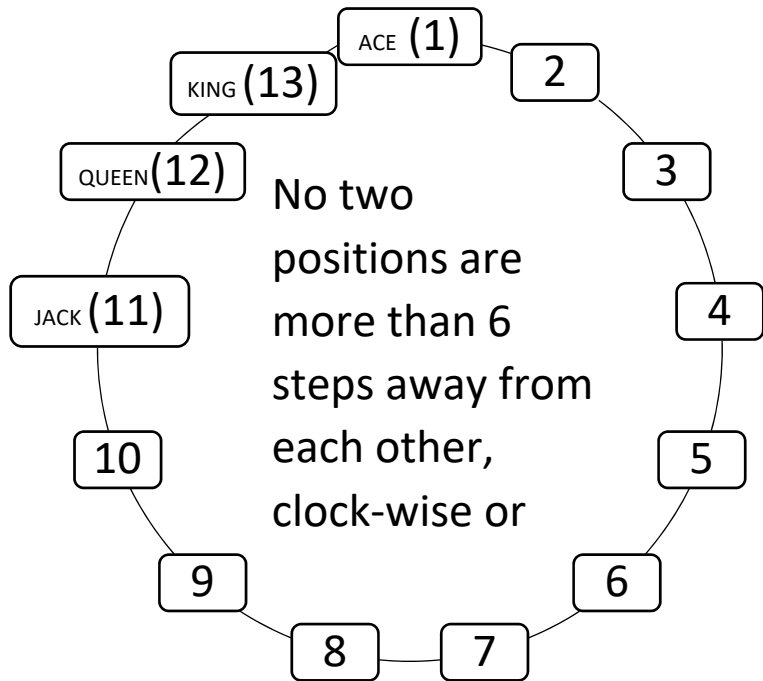 ACE (1)
2
KING (13)
3
QUEEN(12)
No two
positions are
more than 6
steps away from
each other,
clock-wise or
JACK (11)
4
10
5
9
6
8
7